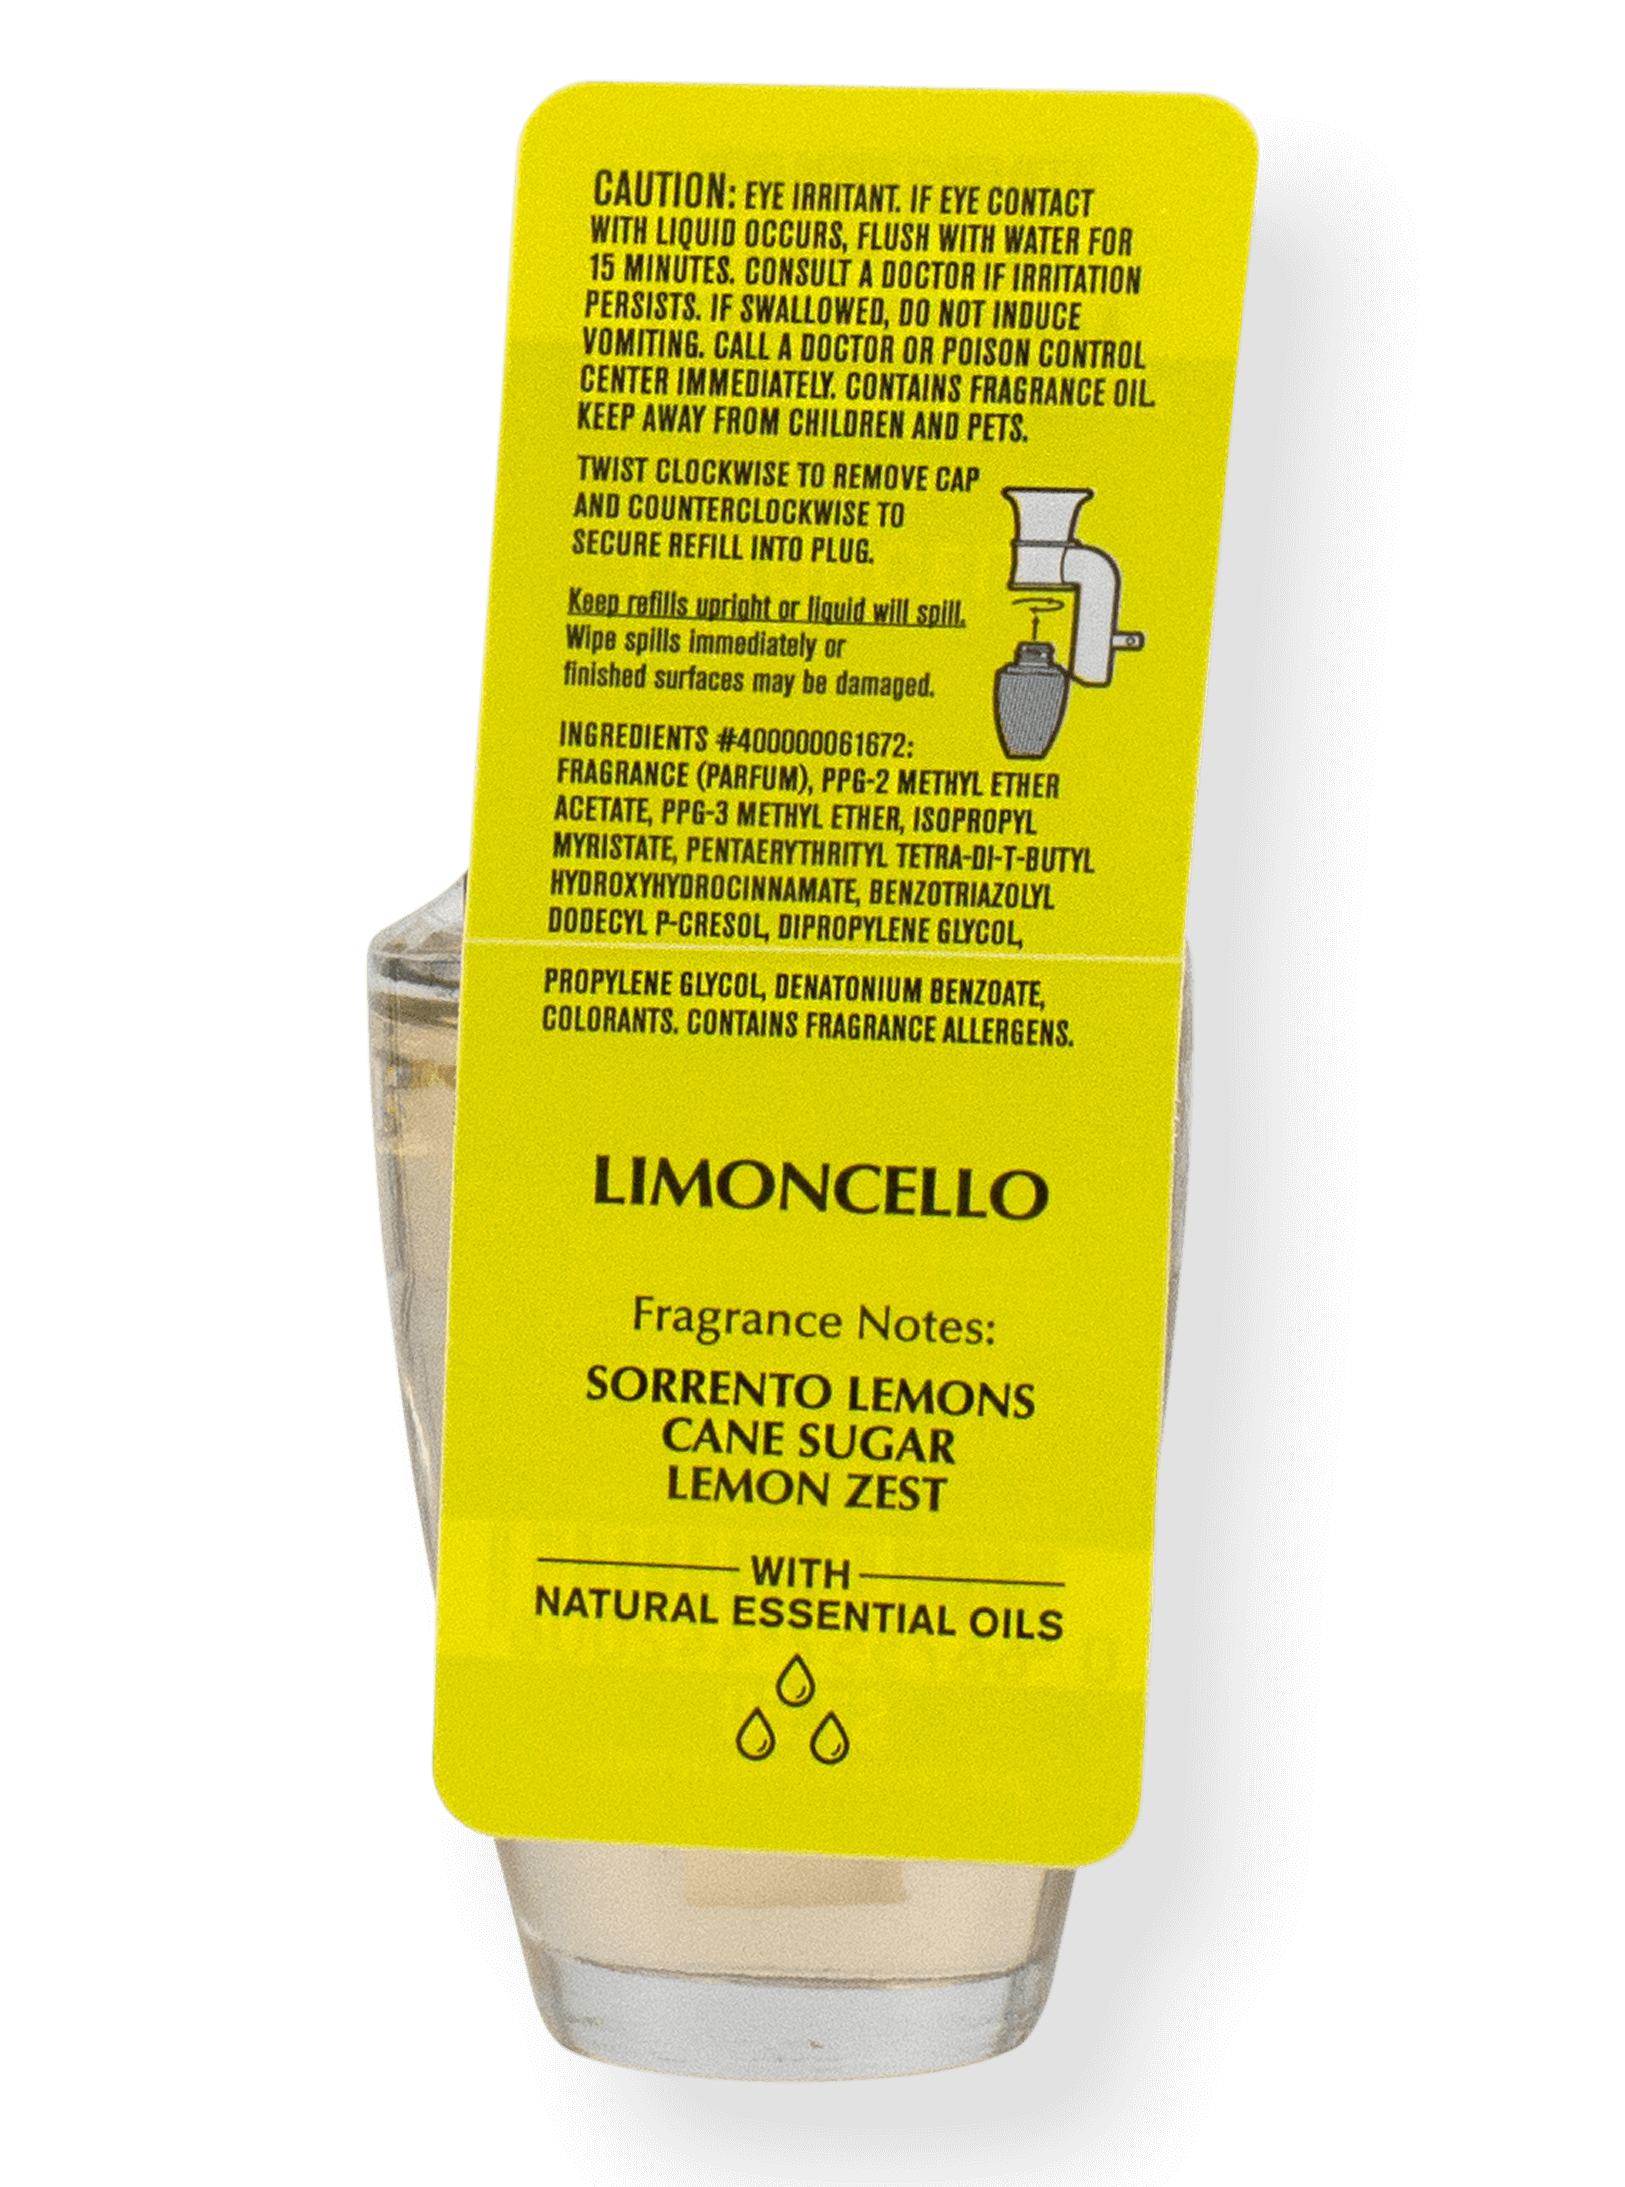 CAUTION: EYE IRRITANT. IF EYE CONTACT
WITH LIQUID OCCURS, FLUSH WITH WATER FOR
15 MINUTES. CONSULT A DOCTOR IF IRRITATION
PERSISTS. IF SWALLOWED, DO NOT INDUCE
VOMITING. CALL A DOCTOR OR POISON CONTROL
CENTER IMMEDIATELY. CONTAINS FRAGRANCE OIL.
KEEP AWAY FROM CHILDREN AND PETS.
TWIST CLOCKWISE TO REMOVE CAP
AND COUNTERCLOCKWISE TO
SECURE REFILL INTO PLUG.
Keep refills upright or liquid will spill.
Wipe spills immediately or
finished surfaces may be damaged.
INGREDIENTS #400000061672:
FRAGRANCE (PARFUM), PPG-2 METHYL ETHER
ACETATE, PPG-3 METHYL ETHER, ISOPROPYL
MYRISTATE, PENTAERYTHRITYL TETRA-DI-T-BUTYL
HYDROXYHYDROCINNAMATE, BENZOTRIAZOLYL
DODECYL P-CRESOL, DIPROPYLENE GLYCOL,
PROPYLENE GLYCOL, DENATONIUM BENZOATE,
COLORANTS. CONTAINS FRAGRANCE ALLERGENS.
LIMONCELLO
Fragrance Notes:
SORRENTO LEMONS
CANE SUGAR
LEMON ZEST
WITH
NATURAL ESSENTIAL OILS